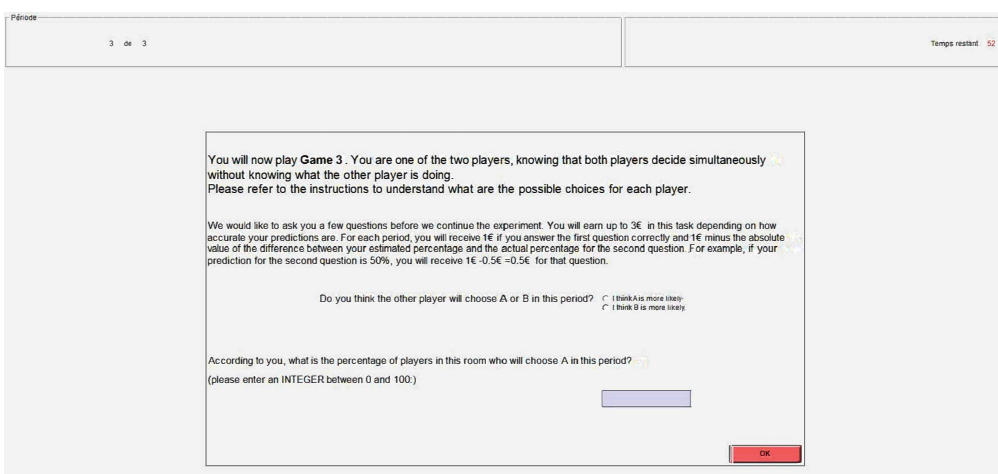 Période
3 de 3
Temps restant 52
You will now play Game 3 . You are one of the two players, knowing that both players decide simultaneously
without knowing what the other player is doing.
Please refer to the instructions to understand what are the possible choices for each player.
We would like to ask you a few questions before we continue the experiment. You will earn up to 3€ in this task depending on how
accurate your predictions are. For each period, you will receive 1€ if you answer the first question correctly and 1€ minus the absolute
value of the difference between your estimated percentage and the actual percentage for the second question. For example, if your
prediction for the second question is 50%, you will receive 1€ -0.5€ =0.5€ for that question.
Do you think the other player will choose A or B in this period?
I think A is more likely
I think B is more likely
According to you, what is the percentage of players in this room who will choose A in this period?
(please enter an INTEGER between 0 and 100:)
OK